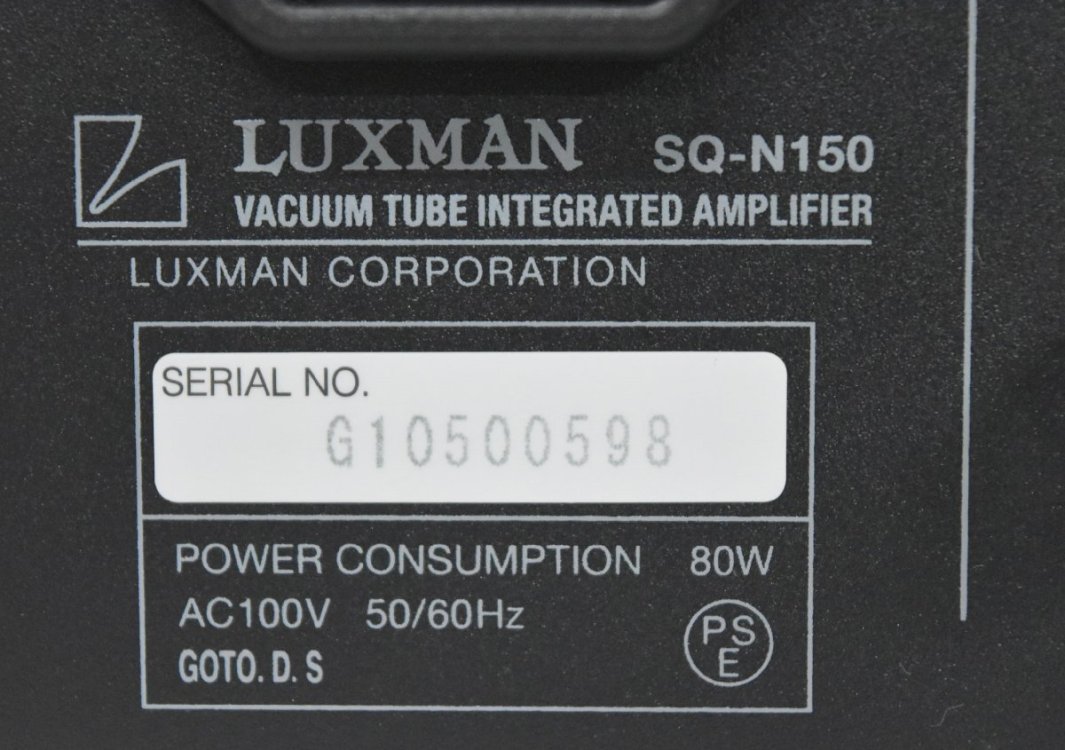 LUXMAN SQ-N150
VACUUM TUBE INTEGRATED AMPLIFIER
LUXMAN CORPORATION
SERIAL NO.
G10500598
POWER CONSUMPTION 80W
AC100V 50/60Hz
GOTO. D. S
PS
E